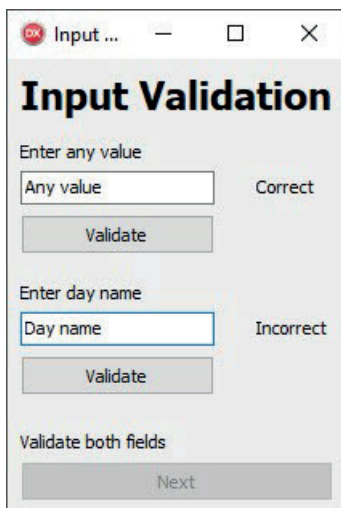 DX Input ...
Input Validation
Enter any value
Any value Correct
Validate
Enter day name
Day name Incorrect
Validate
Validate both fields
Next